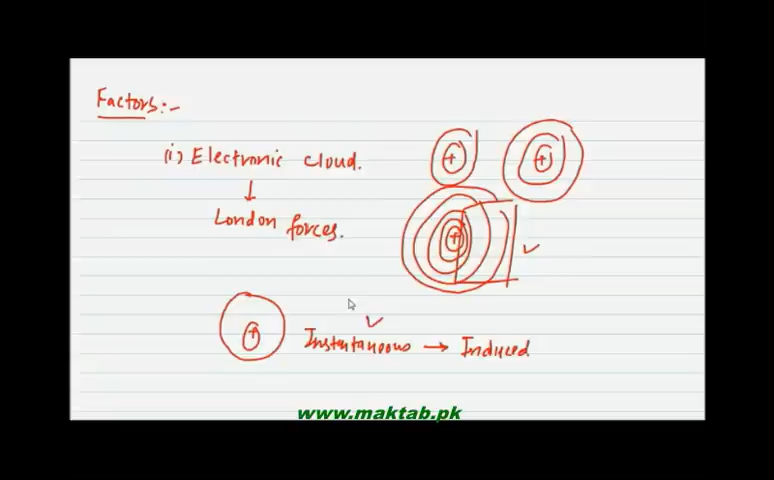 Factors:-
(i) Electronic cloud.
↓
London forces.
+
+
+
+
Instantaneous → Induced
www.maktab.pk